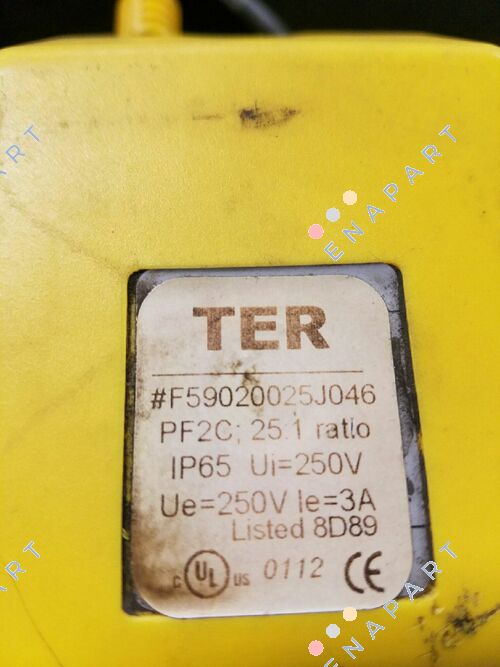 ENAPART
TER
#F59020025J046
PF2C; 25:1 ratio
IP65 Ui=250V
Ue=250V Ie=3A
Listed 8D89
c UL us 0112 CE
ENAPART